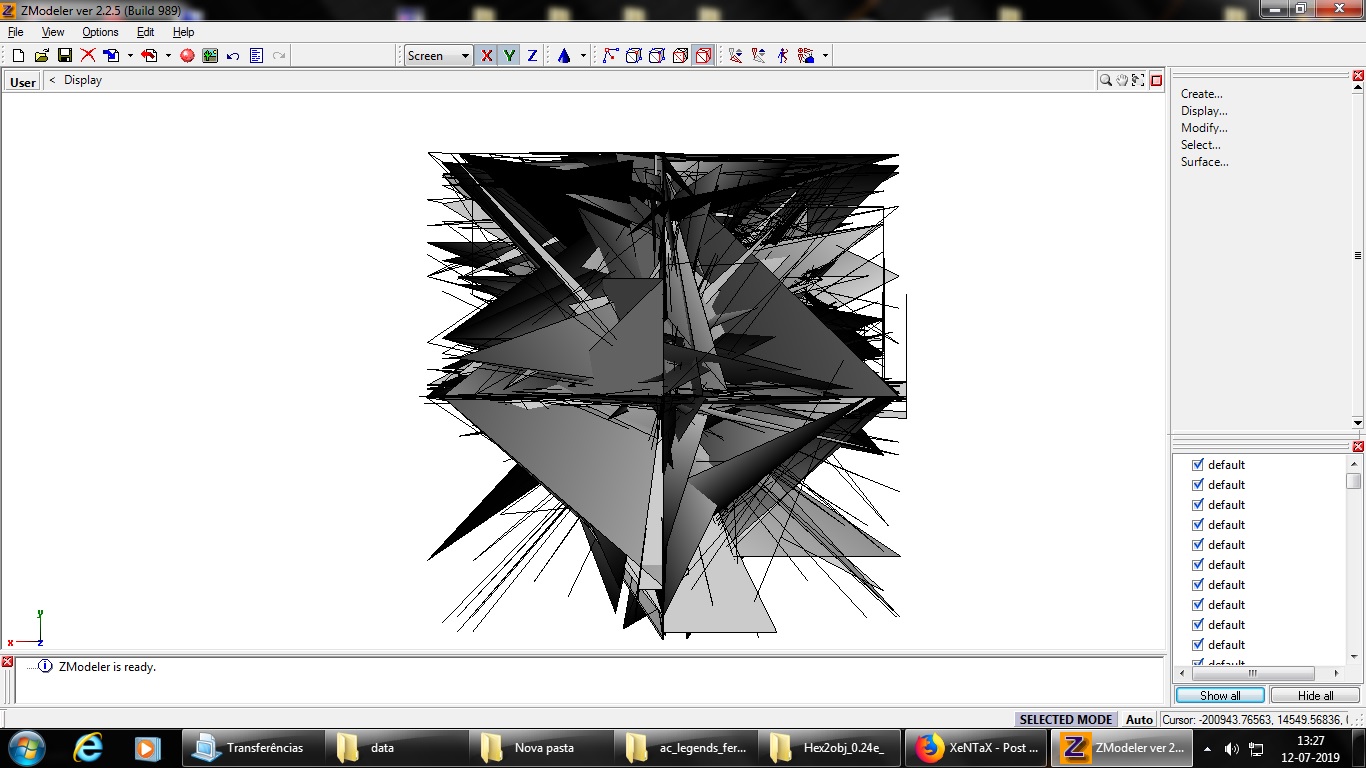 ZModeler ver 2.2.5 (Build 989)
File View Options Edit Help
Screen X Y Z
User < Display
Create...
Display...
Modify...
Select...
Surface...
y
x z
default
default
default
default
default
default
default
default
default
default
default
Show all Hide all
ZModeler is ready.
SELECTED MODE Auto Cursor: -200943.76563, 14549.56836, (
Transferências
data
Nova pasta
ac_legends_fer...
Hex2obj_0.24e_
XeNTaX - Post ...
ZModeler ver 2...
13:27
12-07-2019